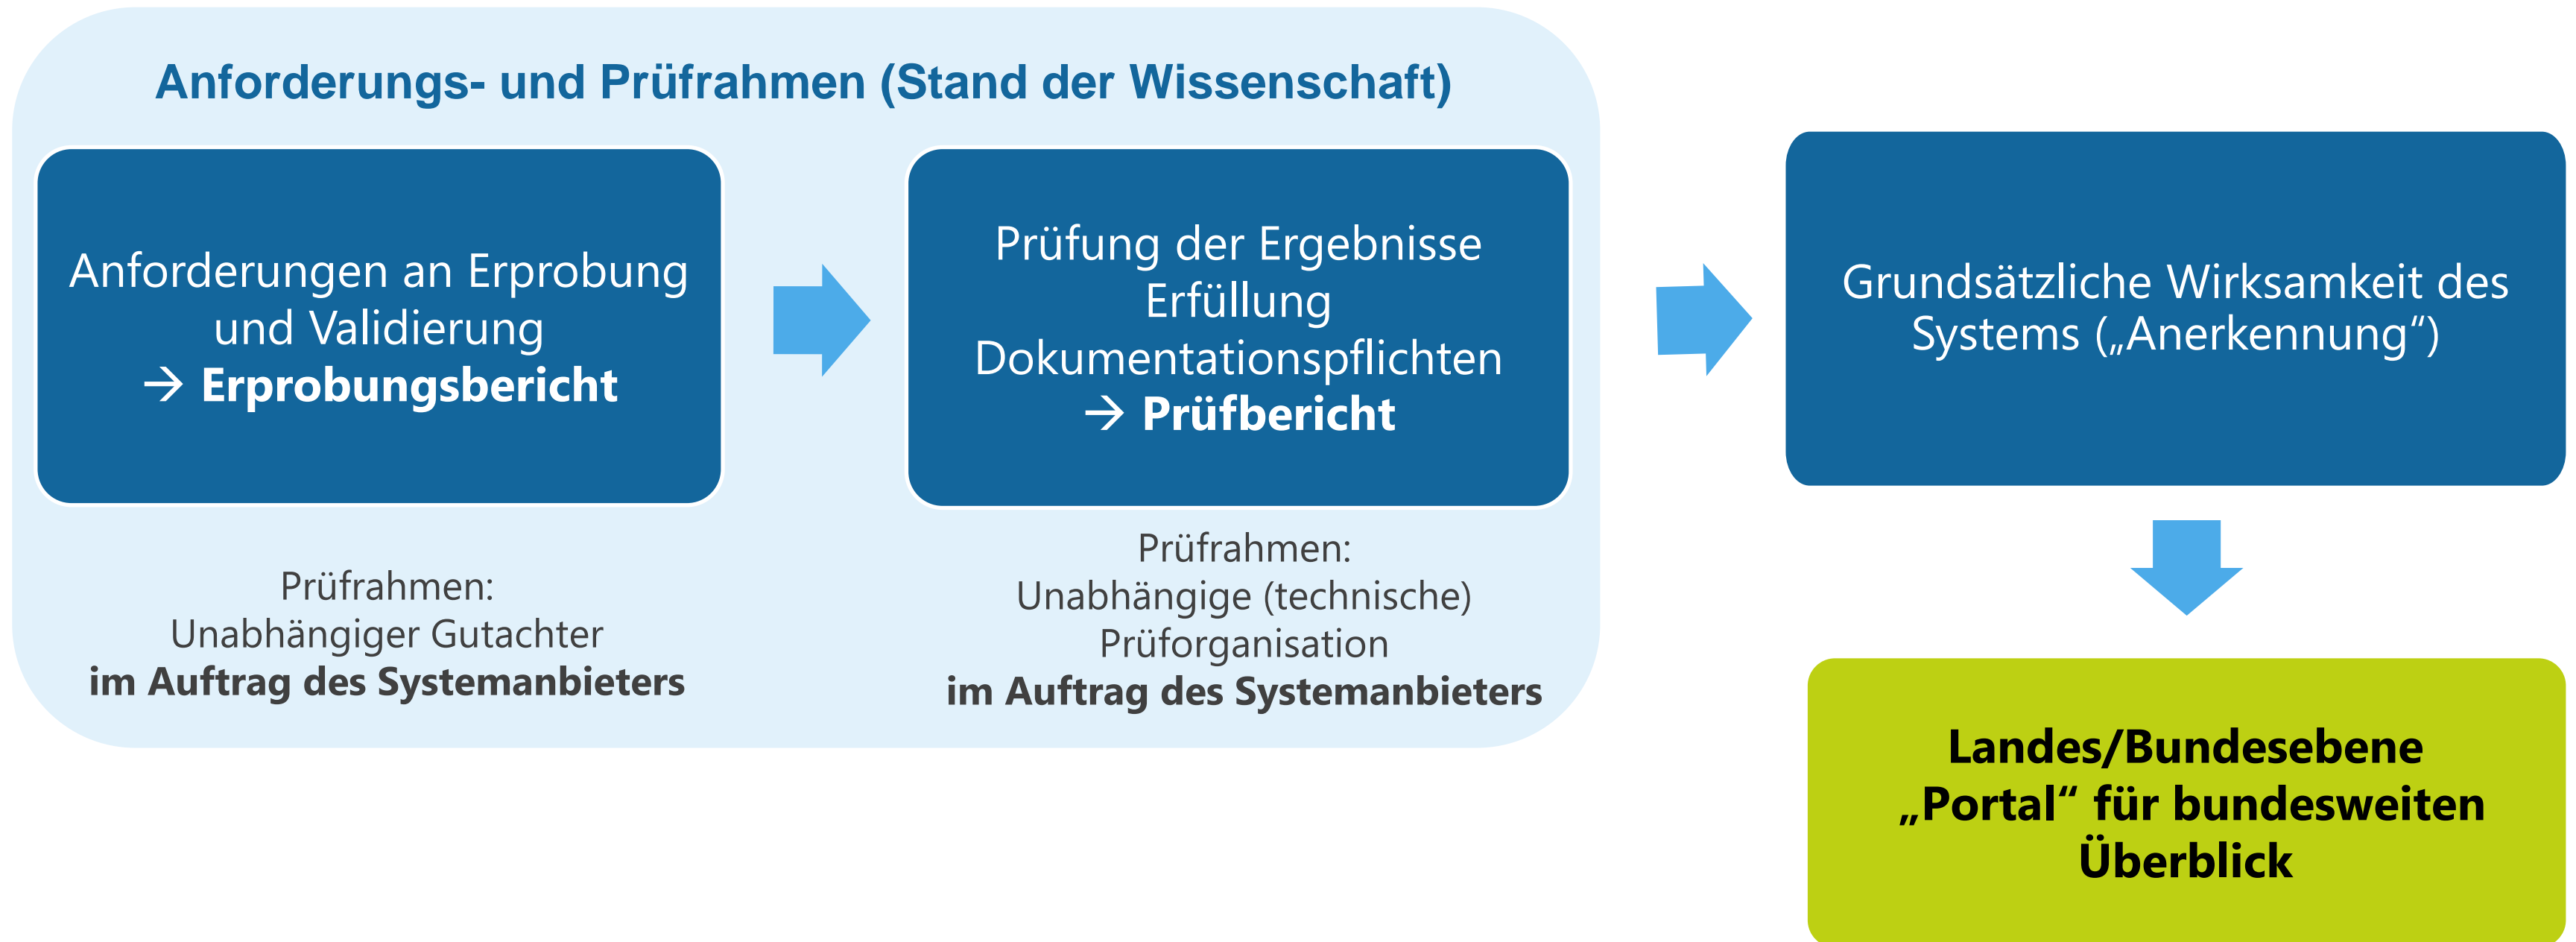 Anforderungs- und Prüfrahmen (Stand der Wissenschaft)
Anforderungen an Erprobung
und Validierung
→ Erprobungsbericht
Prüfrahmen:
Unabhängiger Gutachter
im Auftrag des Systemanbieters
Prüfung der Ergebnisse
Erfüllung
Dokumentationspflichten
→ Prüfbericht
Prüfrahmen:
Unabhängige (technische)
Prüforganisation
im Auftrag des Systemanbieters
Grundsätzliche Wirksamkeit des
Systems („Anerkennung“)
Landes/Bundesebene
„Portal“ für bundesweiten
Überblick